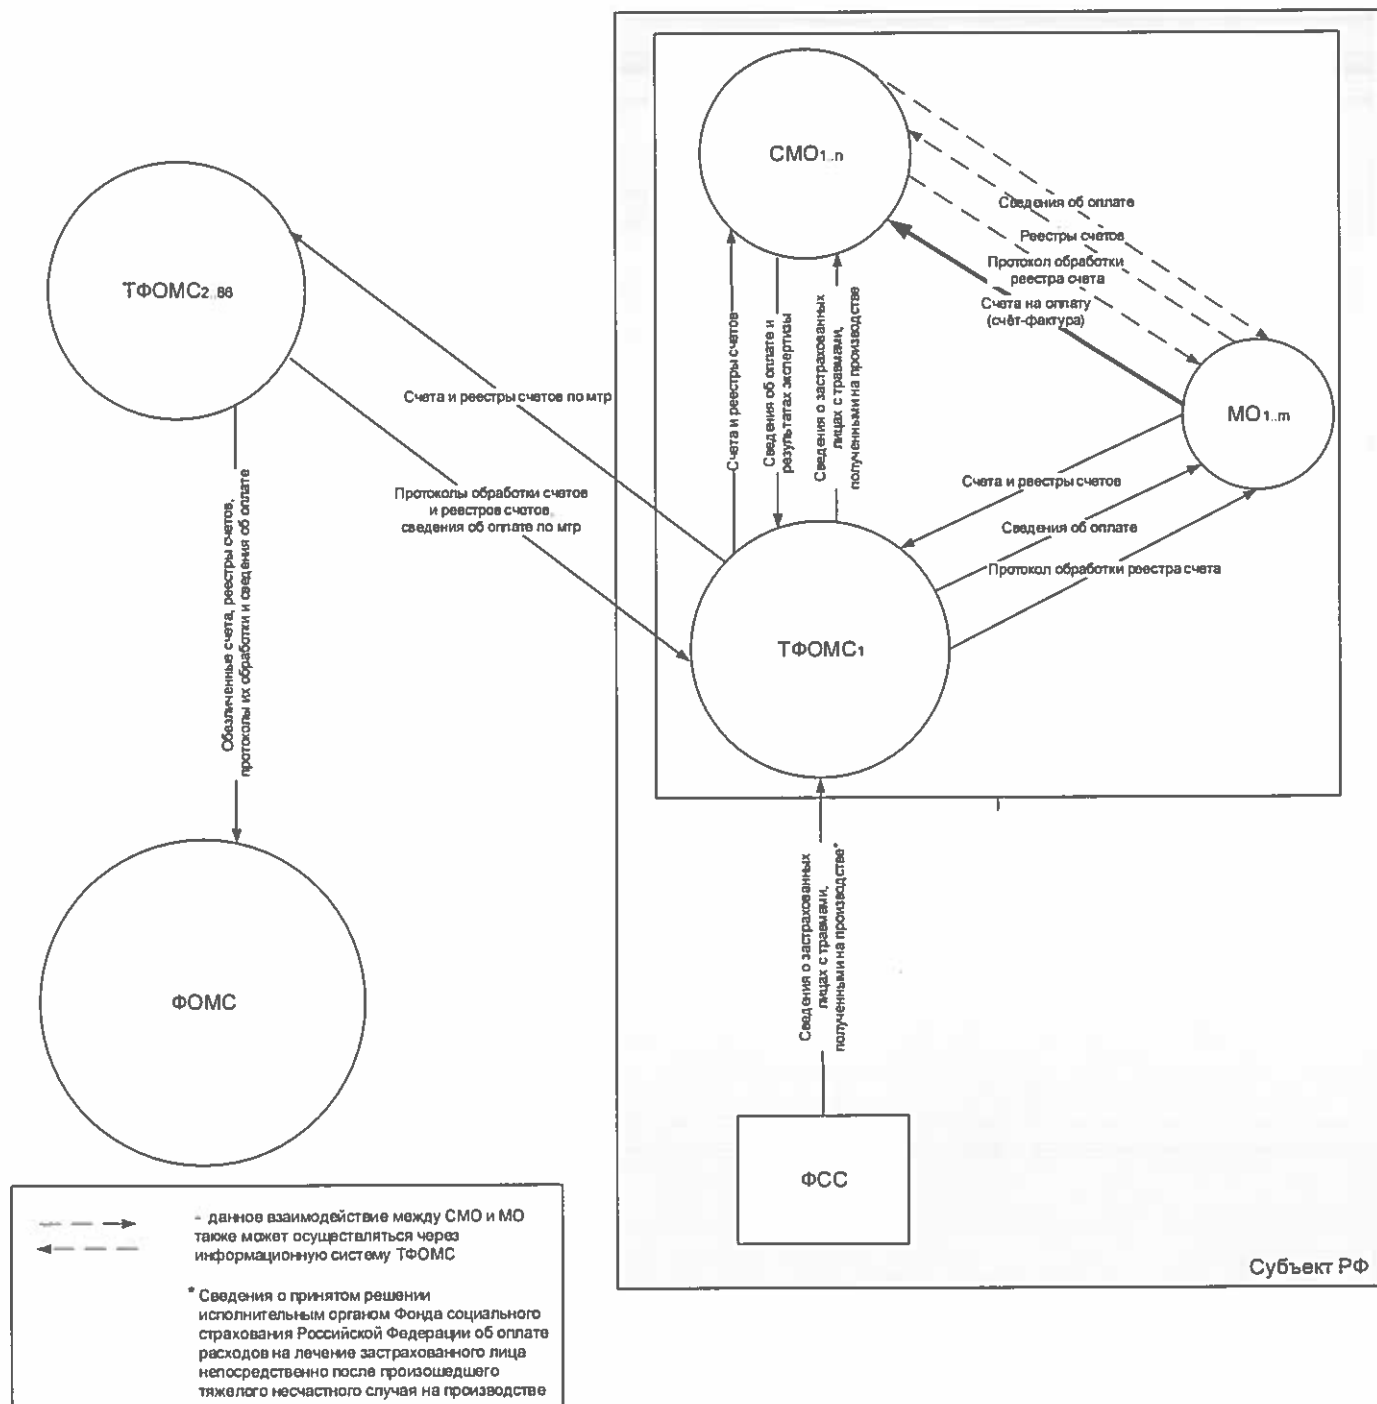 СМО1..n
Сведения об оплате
Реестры счетов
Протокол обработки
реестра счета
Счета на оплату
(счёт-фактура)
ТФОМС2..86
МО1..m
Счета и реестры счетов
Сведения об оплате и
результатах экспертизы
Сведения о застрахованных
лицах с травмами,
полученными на производстве
Счета и реестры счетов по мтр
Протоколы обработки счетов
и реестров счетов,
сведения об оплате по мтр
Счета и реестры счетов
Сведения об оплате
Протокол обработки реестра счета
ТФОМС1
Обезличенные счета, реестры счетов,
протоколы их обработки и сведения об оплате
Сведения о застрахованных
лицах с травмами,
полученными на производстве*
ФОМС
ФСС
Субъект РФ
- данное взаимодействие между СМО и МО
также может осуществляться через
информационную систему ТФОМС
* Сведения о принятом решении
исполнительным органом Фонда социального
страхования Российской Федерации об оплате
расходов на лечение застрахованного лица
непосредственно после произошедшего
тяжелого несчастного случая на производстве